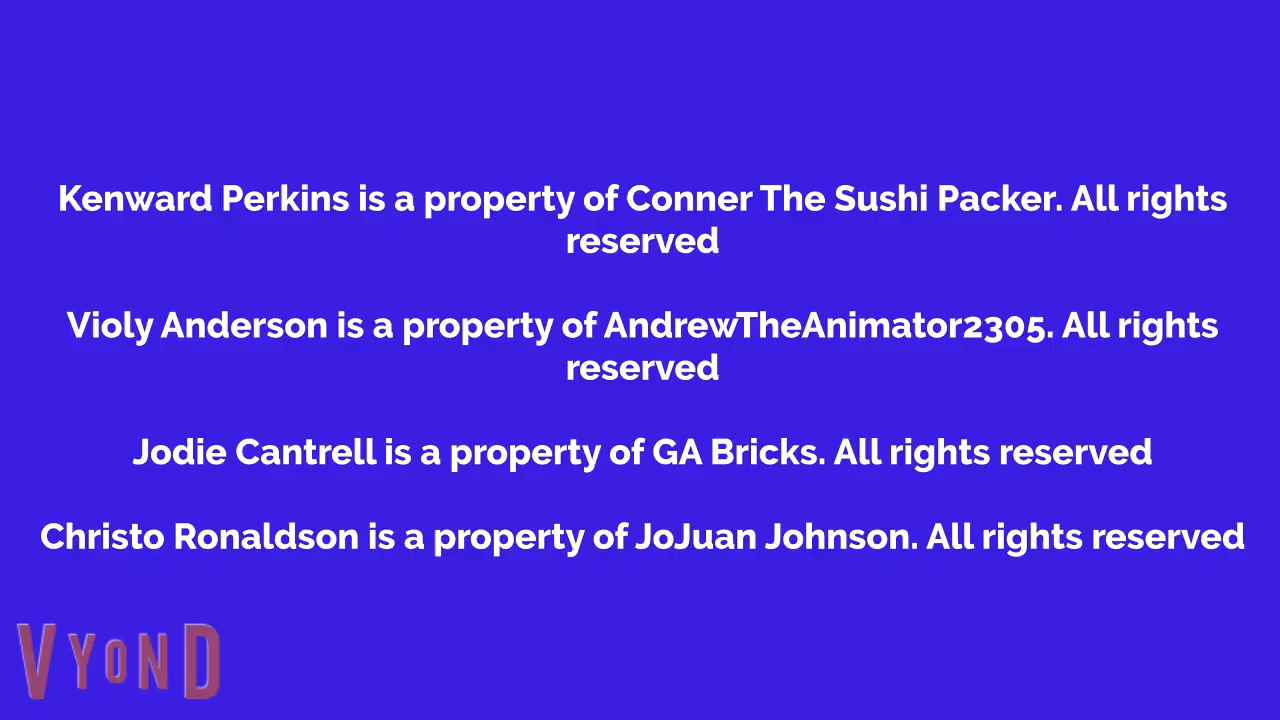 Kenward Perkins is a property of Conner The Sushi Packer. All rights
reserved
Violy Anderson is a property of AndrewTheAnimator2305. All rights
reserved
Jodie Cantrell is a property of GA Bricks. All rights reserved
Christo Ronaldson is a property of JoJuan Johnson. All rights reserved
VYOND